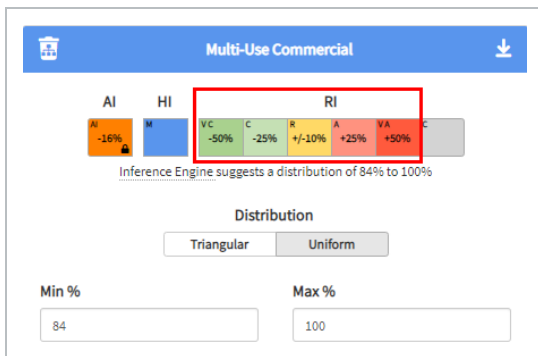 Multi-Use Commercial
AI HI RI
AI M V C C R A V A C
-16% -50% -25% +/-10% +25% +50%
Inference Engine suggests a distribution of 84% to 100%
Distribution
Triangular Uniform
Min % Max %
84 100